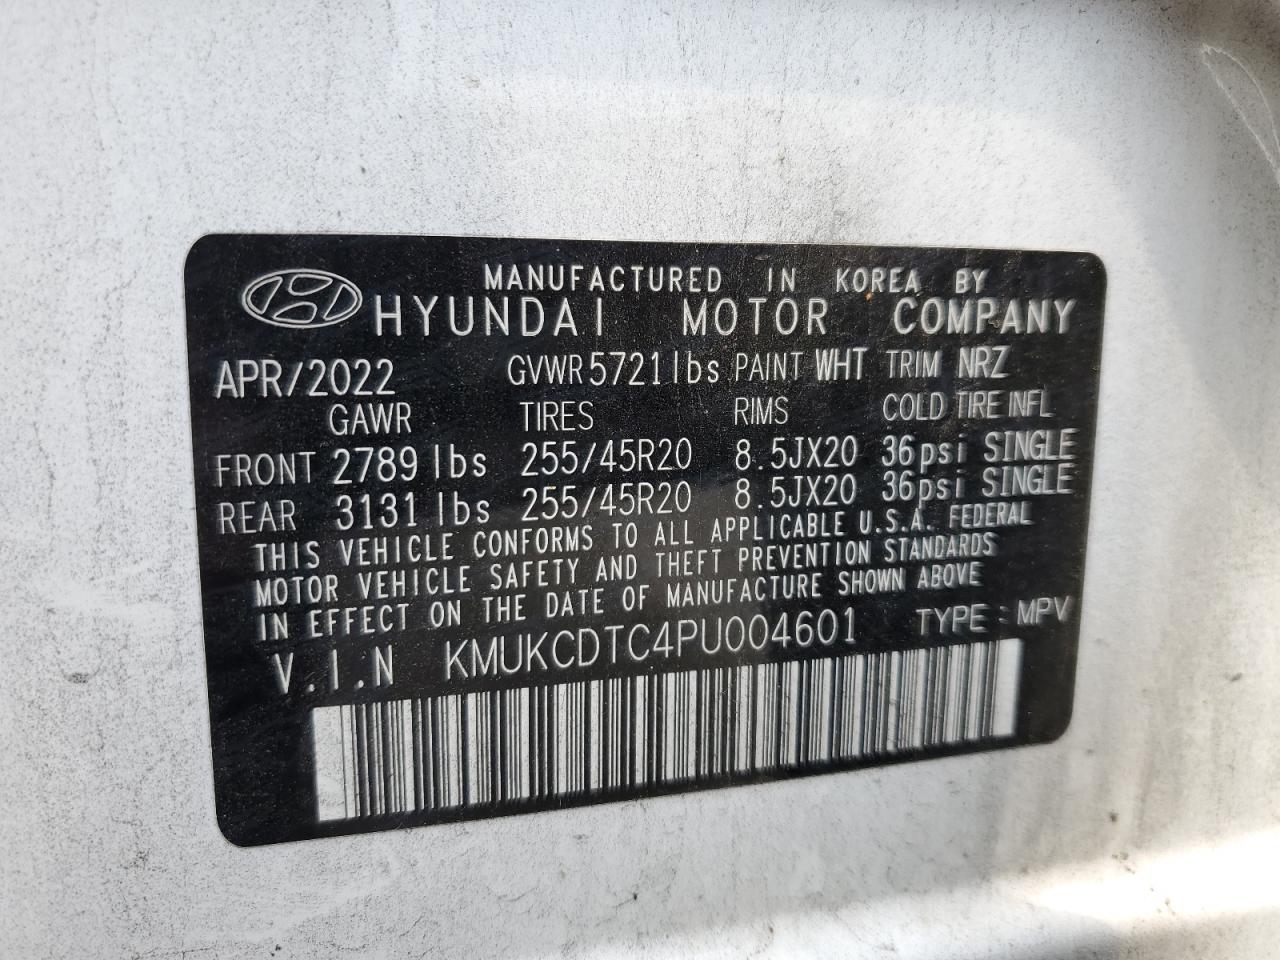 MANUFACTURED IN KOREA BY
HYUNDAI MOTOR COMPANY
APR/2022 GVWR 5721 lbs PAINT WHT TRIM NRZ
GAWR TIRES RIMS COLD TIRE INFL
FRONT 2789 lbs 255/45R20 8.5JX20 36psi SINGLE
REAR 3131 lbs 255/45R20 8.5JX20 36psi SINGLE
THIS VEHICLE CONFORMS TO ALL APPLICABLE U.S.A. FEDERAL
MOTOR VEHICLE SAFETY AND THEFT PREVENTION STANDARDS
IN EFFECT ON THE DATE OF MANUFACTURE SHOWN ABOVE
V.I.N KMUKCDTC4PU004601 TYPE : MPV